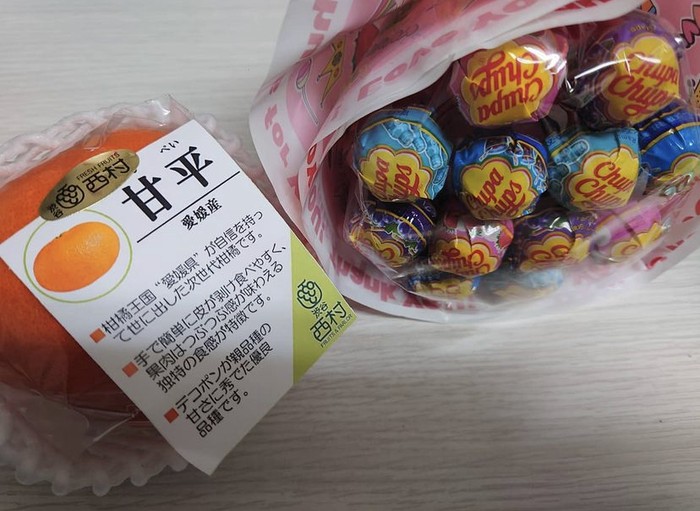 FRESH FRUITS
渋谷 西村
ぺい
甘平
愛媛産
■柑橘王国“愛媛県”が自信を持っ
て世に出した次世代柑橘です。
■手で簡単に皮が剥け食べやすく、
果肉はつぶつぶ感が味わえる
独特の食感が特徴です。
■デコポンが親品種の
甘さに秀でた優良
品種です。
渋谷
西村
Chupa
Chups
Chupa
Chups
Chupa
Chups
Chupa
Chups
Chupa
Chups